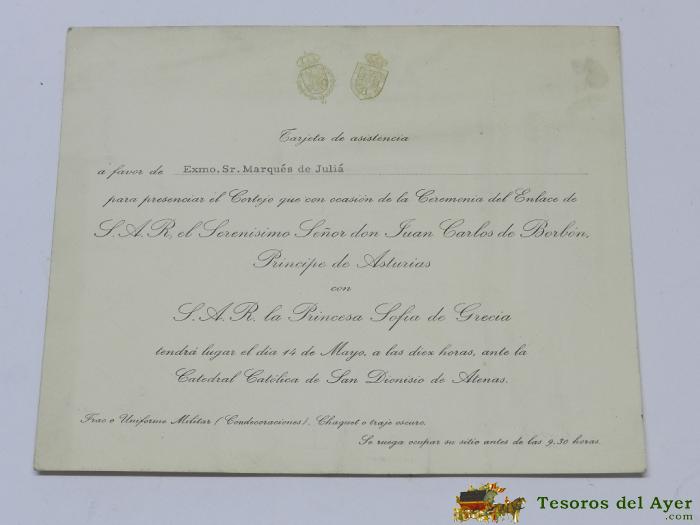 Tarjeta de asistencia
a favor de Exmo. Sr. Marqués de Juliá
para presenciar el Cortejo que con ocasión de la Ceremonia del Enlace de
S.A.R. el Serenísimo Señor don Juan Carlos de Borbón,
Príncipe de Asturias
con
S.A.R. la Princesa Sofía de Grecia
tendrá lugar el día 14 de Mayo, a las diez horas, ante la
Catedral Católica de San Dionisio de Atenas.
Frac o Uniforme Militar (Condecoraciones). Chaquet o traje oscuro.
Se ruega ocupar su sitio antes de las 9,30 horas.
Tesoros del Ayer
.com